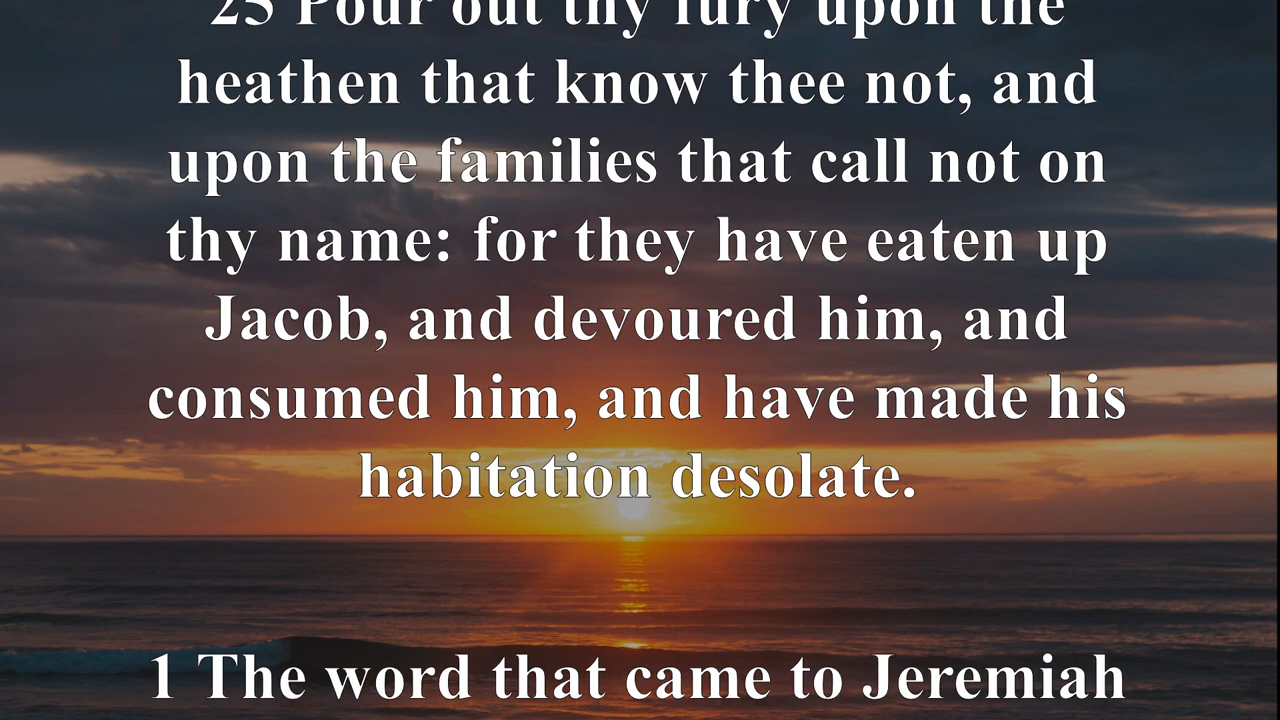 25 Pour out thy fury upon the
heathen that know thee not, and
upon the families that call not on
thy name: for they have eaten up
Jacob, and devoured him, and
consumed him, and have made his
habitation desolate.
1 The word that came to Jeremiah